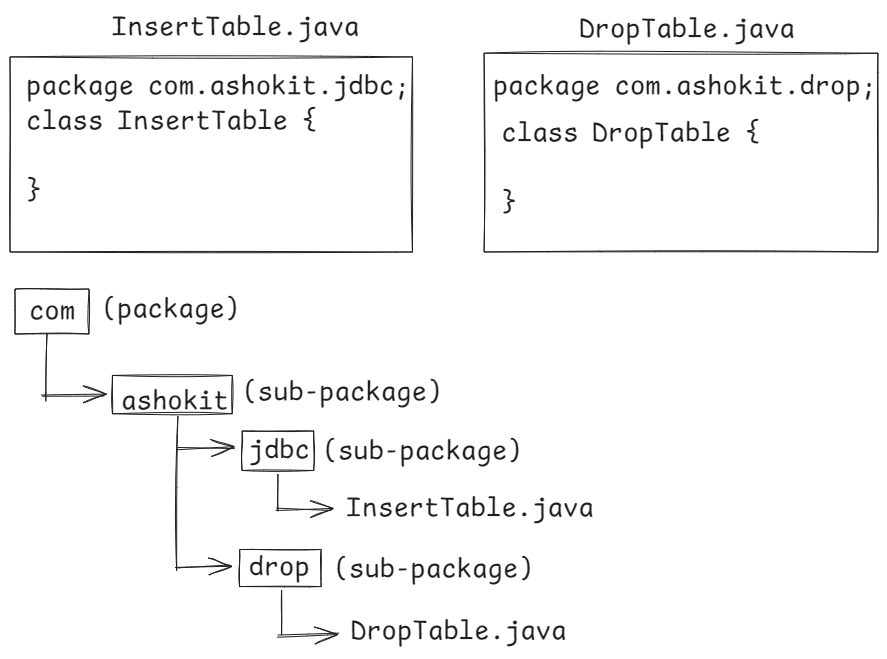 InsertTable.java
package com.ashokit.jdbc;
class InsertTable {
}
DropTable.java
package com.ashokit.drop;
class DropTable {
}
com (package)
ashokit (sub-package)
jdbc (sub-package)
InsertTable.java
drop (sub-package)
DropTable.java